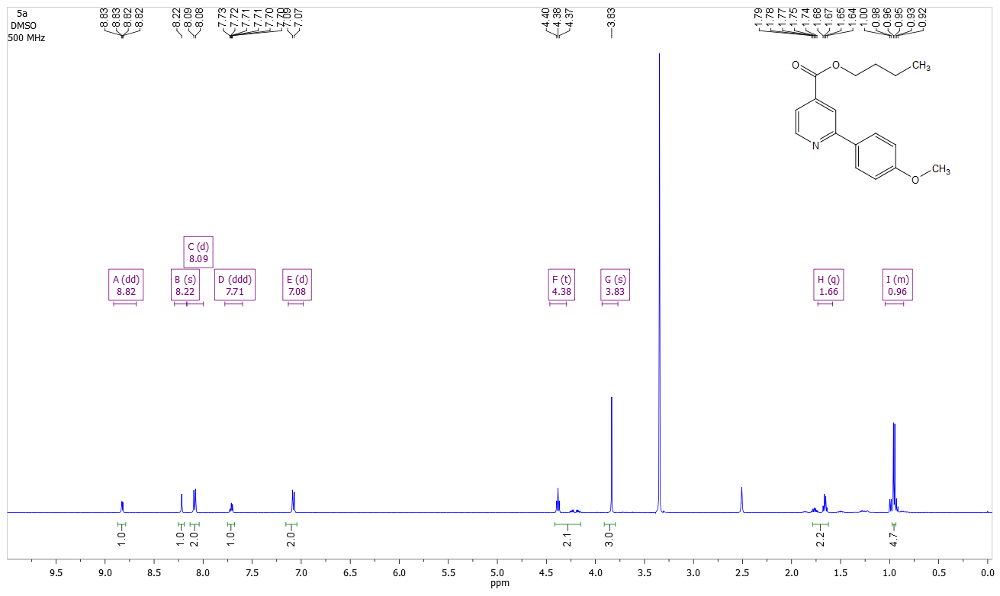 5a
DMSO
500 MHz
8.83
8.83
8.82
8.82
8.22
8.09
8.08
7.73
7.72
7.71
7.71
7.70
7.70
7.09
7.07
4.40
4.38
4.37
3.83
1.79
1.78
1.77
1.75
1.74
1.68
1.67
1.65
1.64
1.00
0.98
0.96
0.95
0.93
0.92
O
O
CH3
N
O
CH3
C (d)
8.09
A (dd)
8.82
B (s)
8.22
D (ddd)
7.71
E (d)
7.08
F (t)
4.38
G (s)
3.83
H (q)
1.66
I (m)
0.96
1.0
1.0
2.0
1.0
2.0
2.1
3.0
2.2
4.7
9.5 9.0 8.5 8.0 7.5 7.0 6.5 6.0 5.5 5.0 4.5 4.0 3.5 3.0 2.5 2.0 1.5 1.0 0.5 0.0
ppm